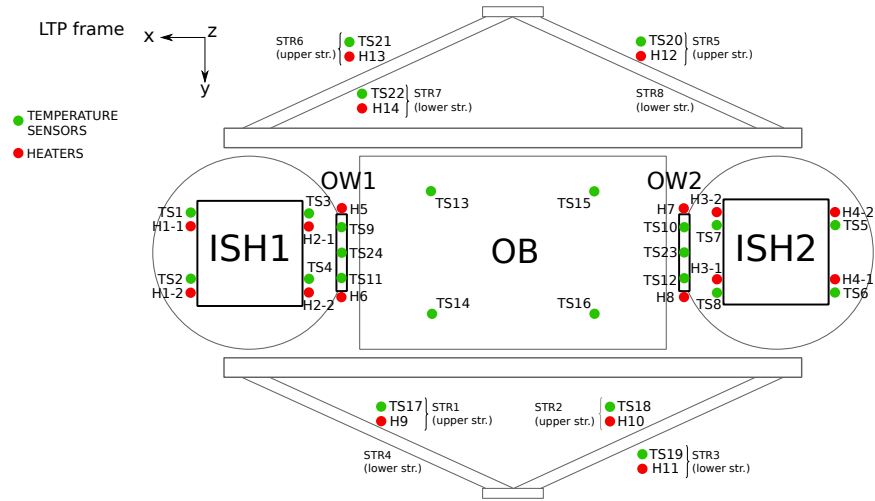 LTP frame
x
z
y
TEMPERATURE
SENSORS
HEATERS
STR6
(upper str.)
TS21
H13
TS20
H12
STR5
(upper str.)
TS22
H14
STR7
(lower str.)
STR8
(lower str.)
OW1
OW2
TS1
H1-1
TS3
H2-1
TS4
TS2
H1-2
H2-2
ISH1
H5
TS9
TS24
TS11
H6
TS13
TS15
OB
TS14
TS16
H7
TS10
TS23
TS12
H8
H3-2
TS7
H3-1
TS8
ISH2
H4-2
TS5
H4-1
TS6
TS17
H9
STR1
(upper str.)
STR2
(upper str.)
TS18
H10
STR4
(lower str.)
TS19
H11
STR3
(lower str.)